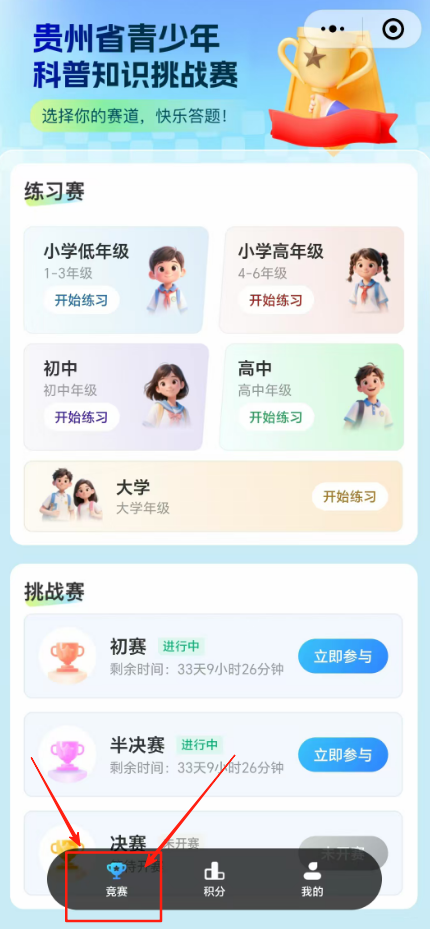 贵州省青少年
科普知识挑战赛
选择你的赛道，快乐答题！
练习赛
小学低年级
1-3年级
开始练习
小学高年级
4-6年级
开始练习
初中
初中年级
开始练习
高中
高中年级
开始练习
大学
大学年级
开始练习
挑战赛
初赛 进行中
剩余时间：33天9小时26分钟
立即参与
半决赛 进行中
剩余时间：33天9小时26分钟
立即参与
决赛 未开赛
未开赛
竞赛
积分
我的